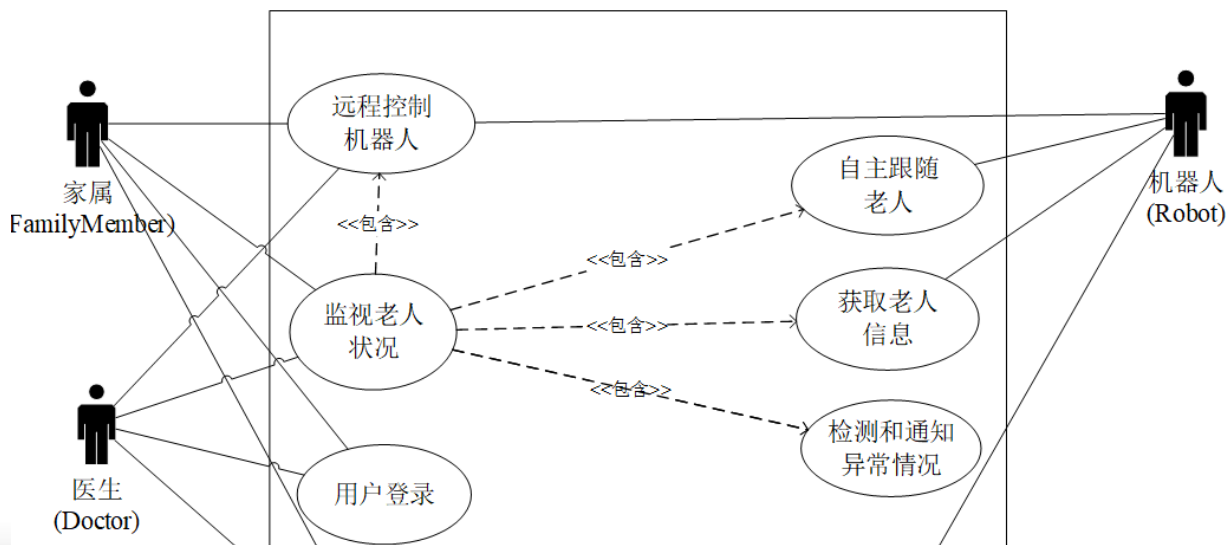 远程控制
机器人
家属
FamilyMember)
自主跟随
老人
机器人
(Robot)
<<包含>>
<<包含>>
监视老人
状况
获取老人
信息
<<包含>>
<<包含>>
检测和通知
异常情况
用户登录
医生
(Doctor)